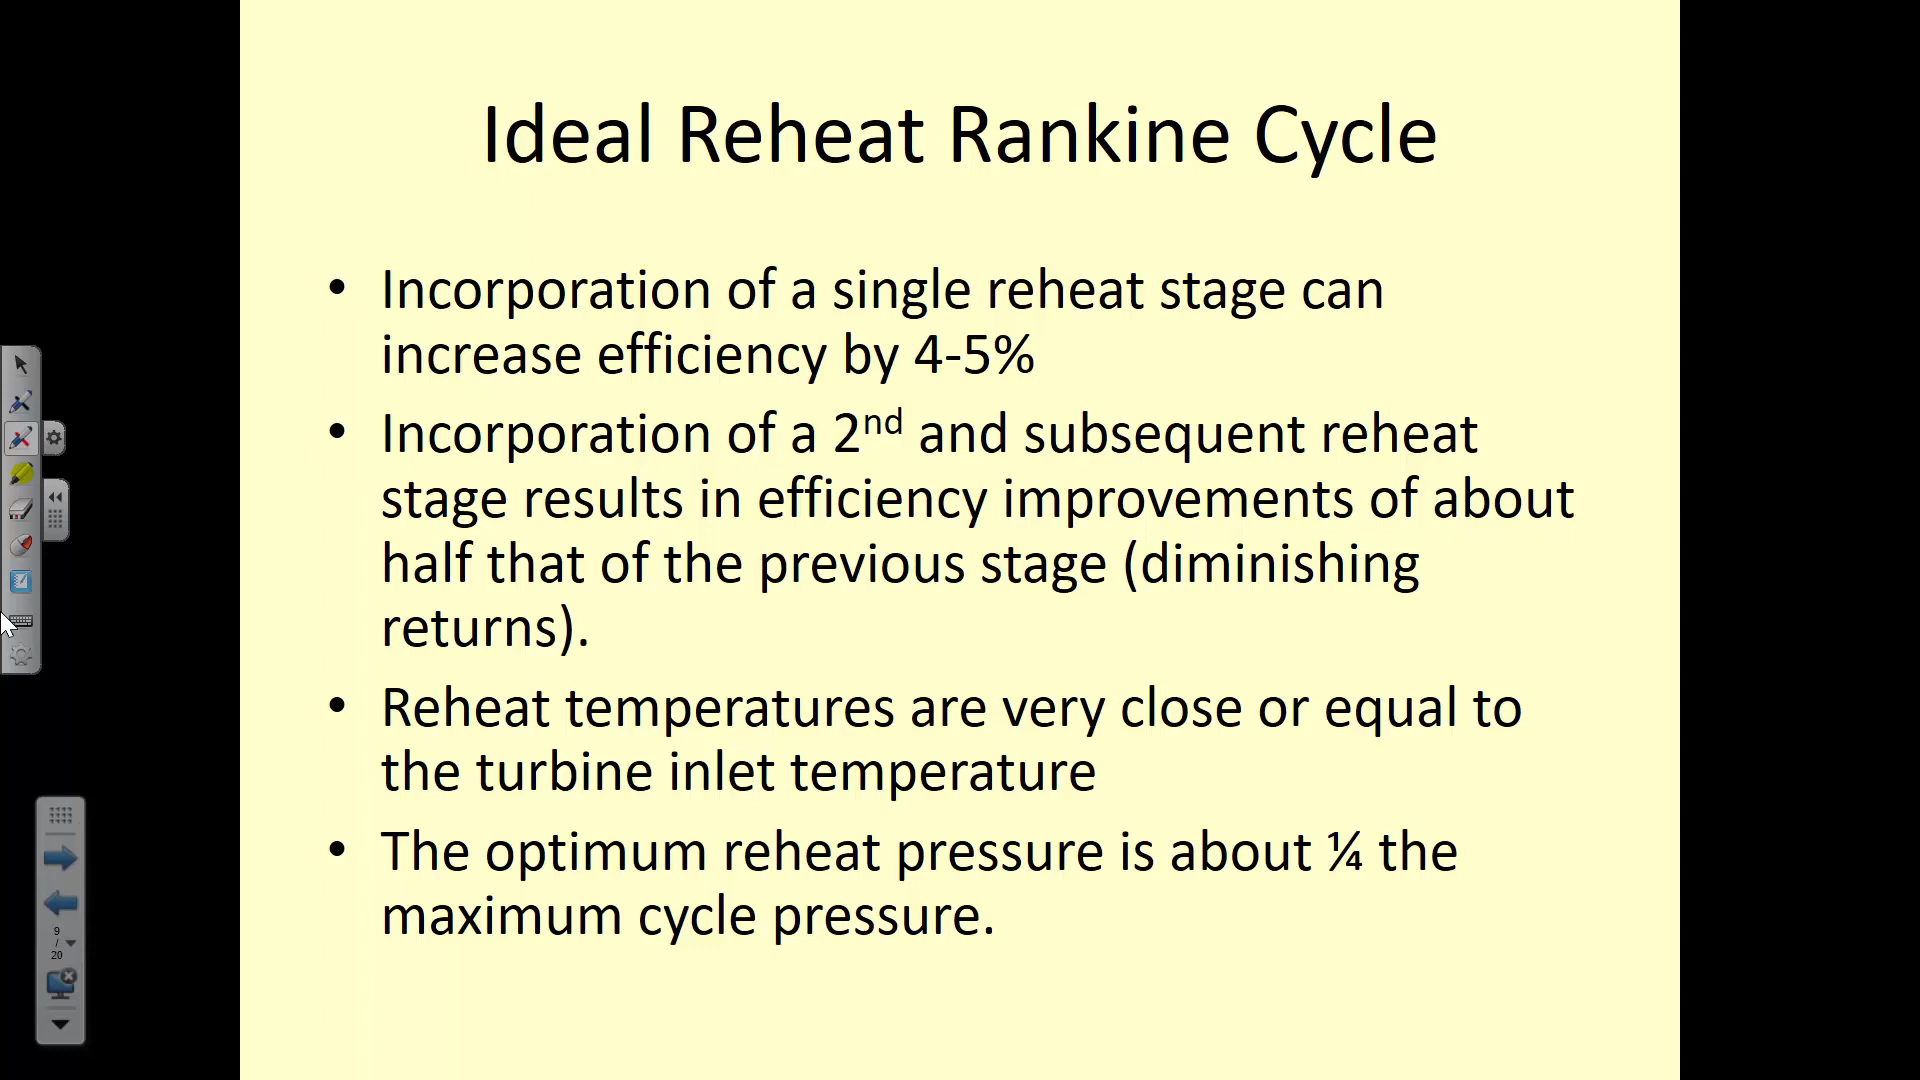 Ideal Reheat Rankine Cycle
• Incorporation of a single reheat stage can
increase efficiency by 4-5%
• Incorporation of a 2nd and subsequent reheat
stage results in efficiency improvements of about
half that of the previous stage (diminishing
returns).
• Reheat temperatures are very close or equal to
the turbine inlet temperature
• The optimum reheat pressure is about ¼ the
maximum cycle pressure.
9
/
20